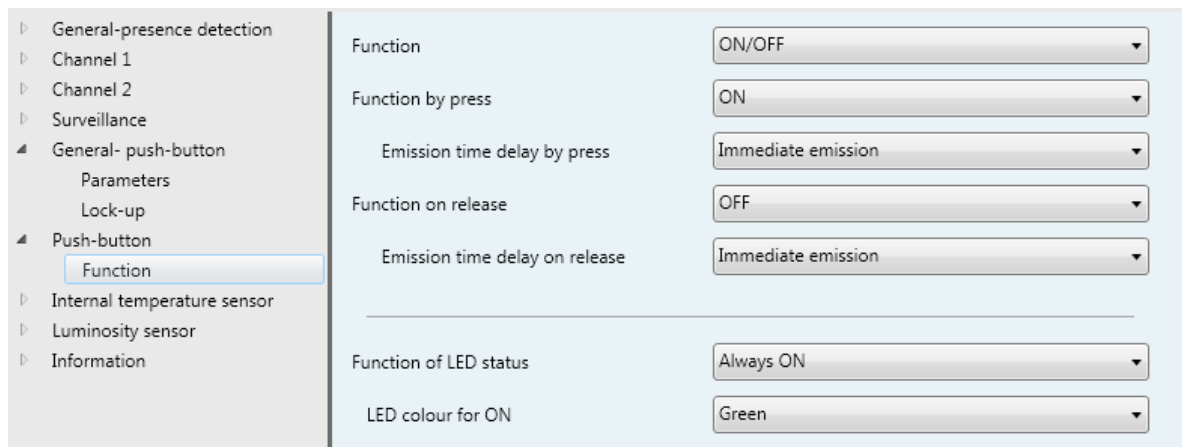 General-presence detection
Channel 1
Channel 2
Surveillance
General- push-button
Parameters
Lock-up
Push-button
Function
Internal temperature sensor
Luminosity sensor
Information
Function ON/OFF
Function by press ON
Emission time delay by press Immediate emission
Function on release OFF
Emission time delay on release Immediate emission
Function of LED status Always ON
LED colour for ON Green